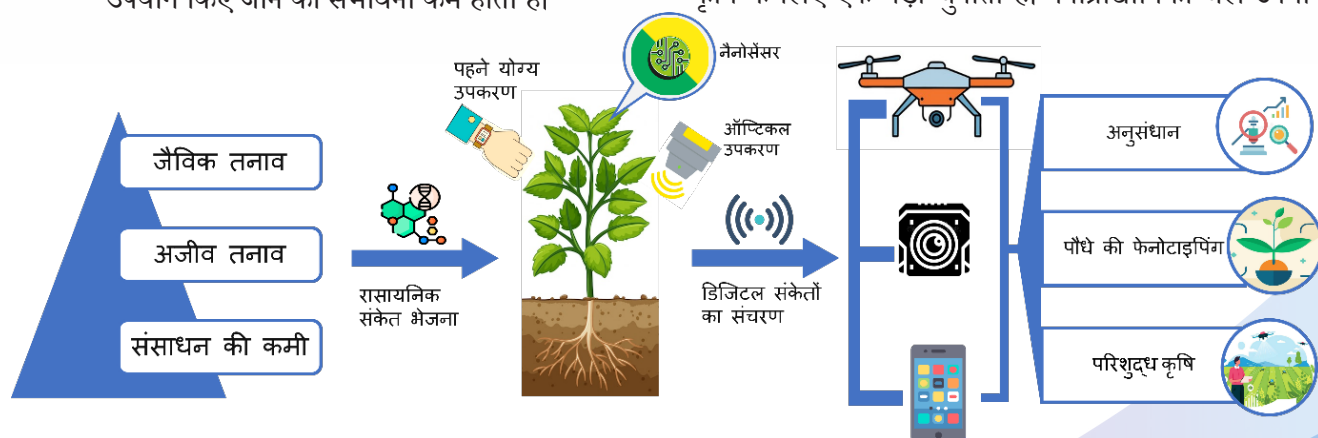 पहने योग्य
उपकरण
नैनोसेंसर
ऑप्टिकल
उपकरण
जैविक तनाव
अजीव तनाव
संसाधन की कमी
रासायनिक
संकेत भेजना
डिजिटल संकेतों
का संचरण
अनुसंधान
पौधे की फेनोटाइपिंग
परिशुद्ध कृषि